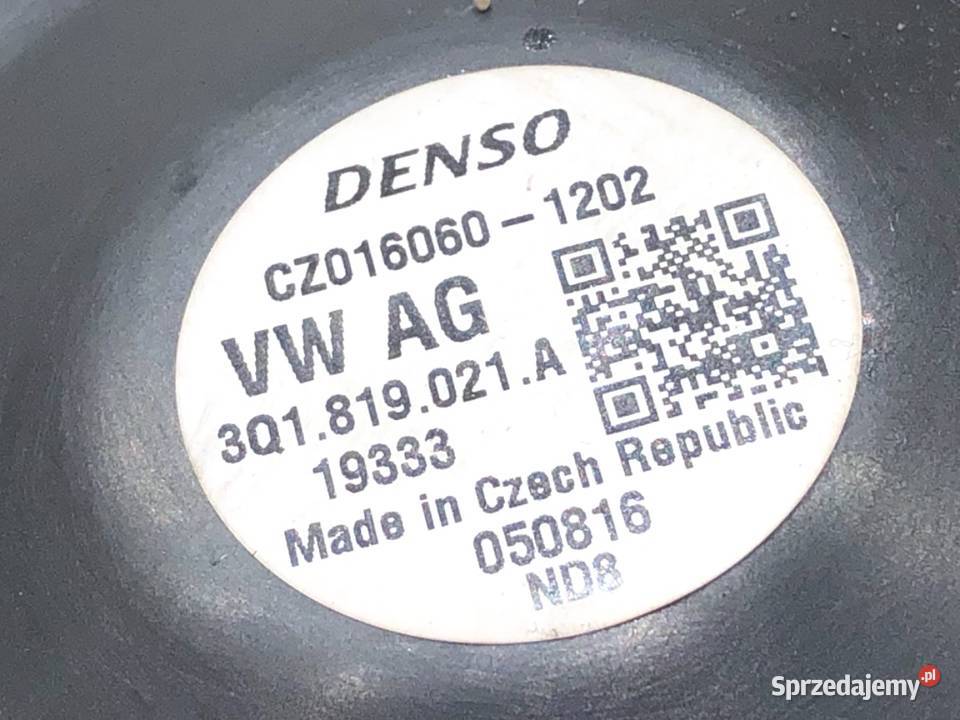 DENSO
CZ016060-1202
VW AG
3Q1.819.021.A
19333
Made in Czech Republic
050816
ND8
Sprzedajemy.pl